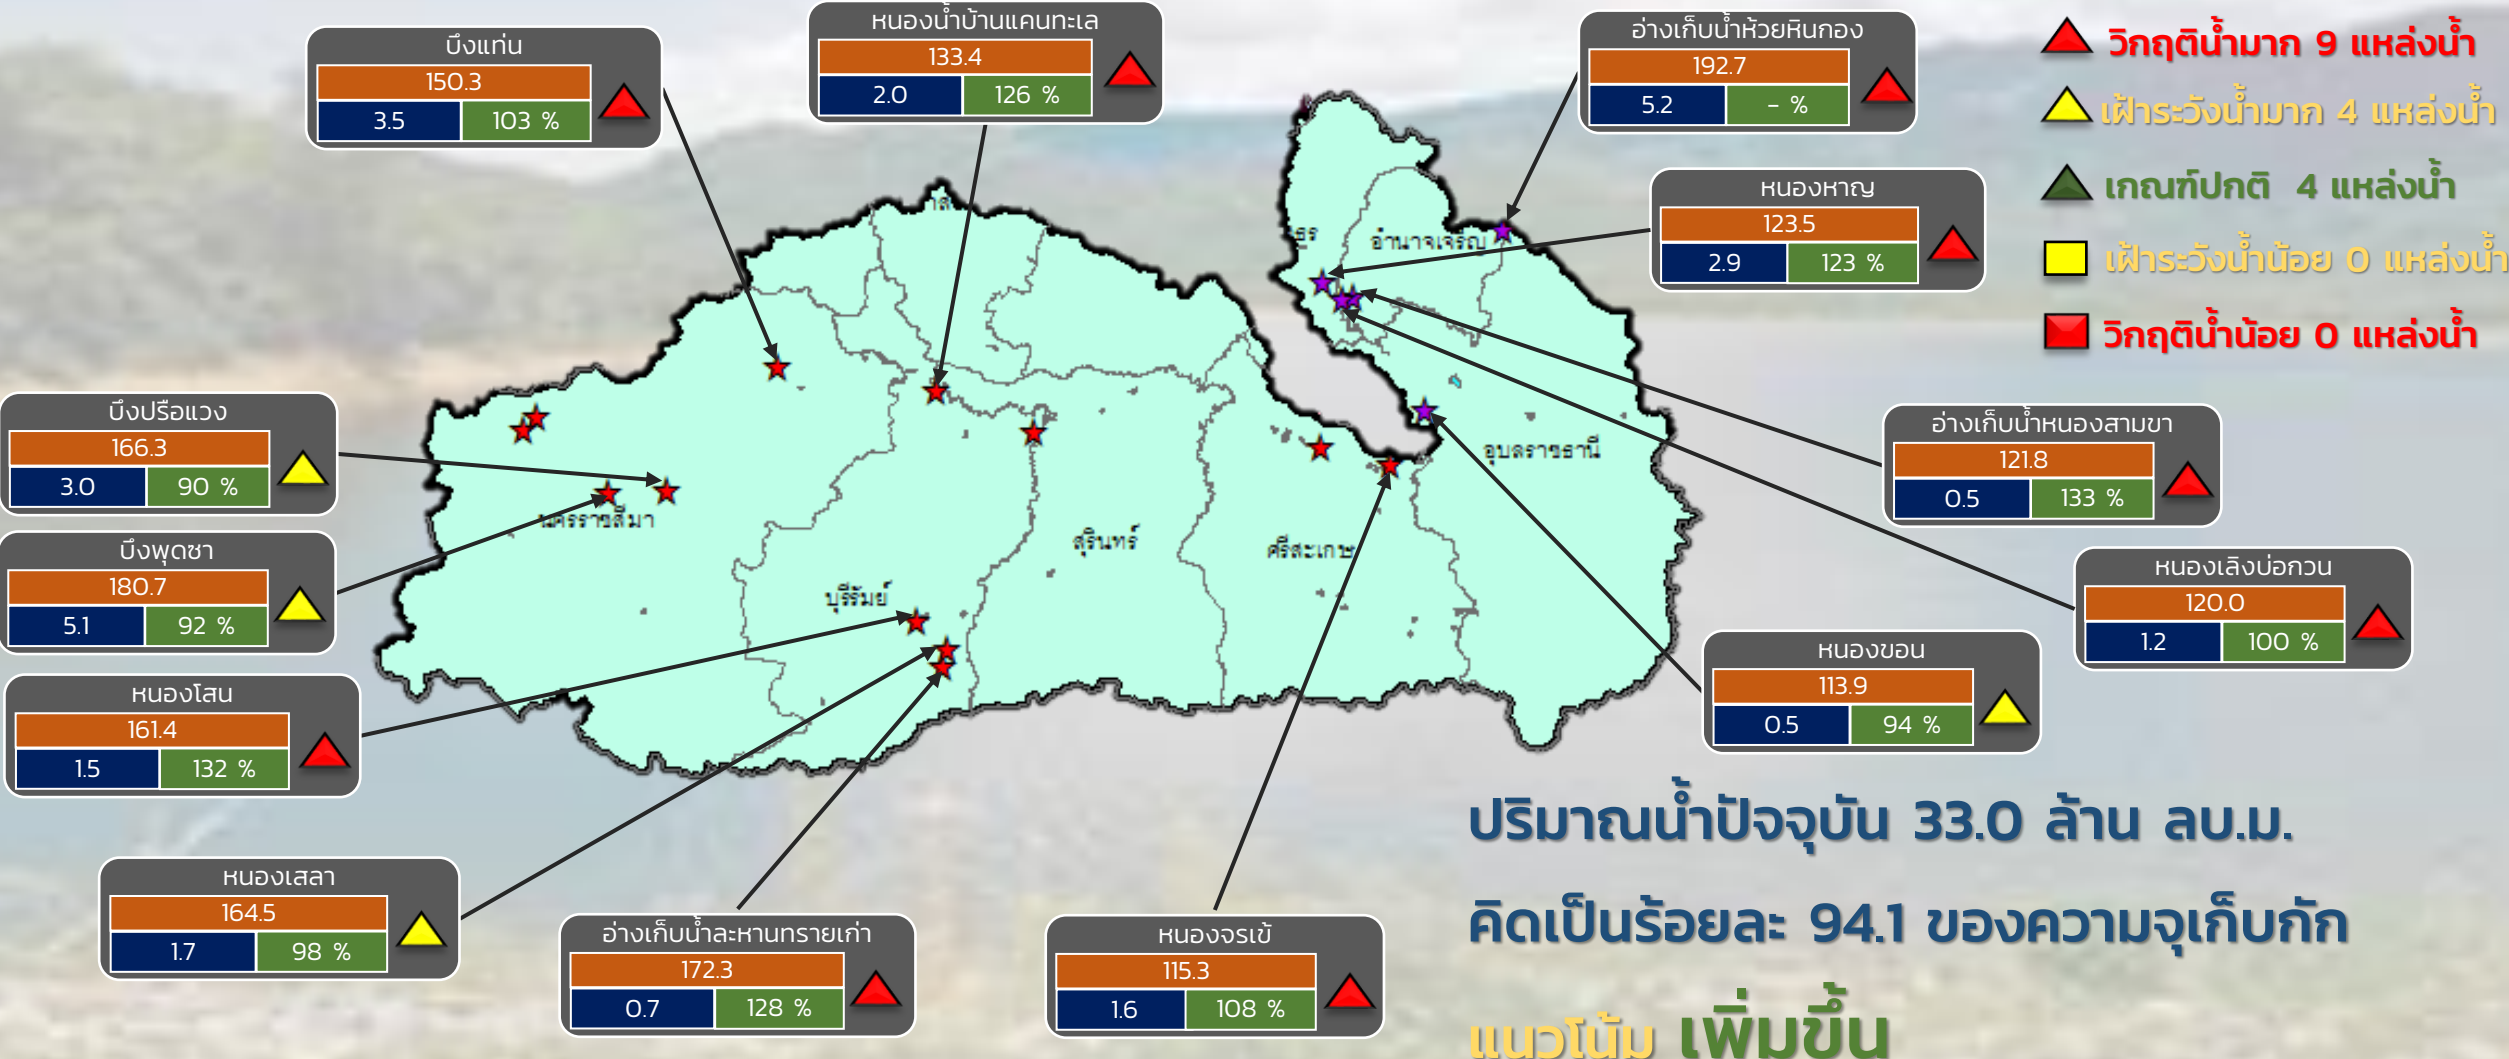 บึงแท่น
150.3
3.5 103 %
หนองน้ำบ้านแคนทะเล
133.4
2.0 126 %
อ่างเก็บน้ำห้วยหินกอง
192.7
5.2 - %
หนองหาญ
123.5
2.9 123 %
วิกฤติน้ำมาก 9 แหล่งน้ำ
เฝ้าระวังน้ำมาก 4 แหล่งน้ำ
เกณฑ์ปกติ 4 แหล่งน้ำ
เฝ้าระวังน้ำน้อย 0 แหล่งน้ำ
วิกฤติน้ำน้อย 0 แหล่งน้ำ
อำนาจเจริญ
อุบลราชธานี
นครราชสีมา
สุรินทร์
ศรีสะเกษ
บุรีรัมย์
บึงปรือแวง
166.3
3.0 90 %
บึงพุดซา
180.7
5.1 92 %
หนองโสน
161.4
1.5 132 %
หนองเสลา
164.5
1.7 98 %
อ่างเก็บน้ำละหานทรายเก่า
172.3
0.7 128 %
หนองจรเข้
115.3
1.6 108 %
อ่างเก็บน้ำหนองสามขา
121.8
0.5 133 %
หนองเลิงบ่อกวน
120.0
1.2 100 %
หนองขอน
113.9
0.5 94 %
ปริมาณน้ำปัจจุบัน 33.0 ล้าน ลบ.ม.
คิดเป็นร้อยละ 94.1 ของความจุเก็บกัก
แนวโน้ม เพิ่มขึ้น